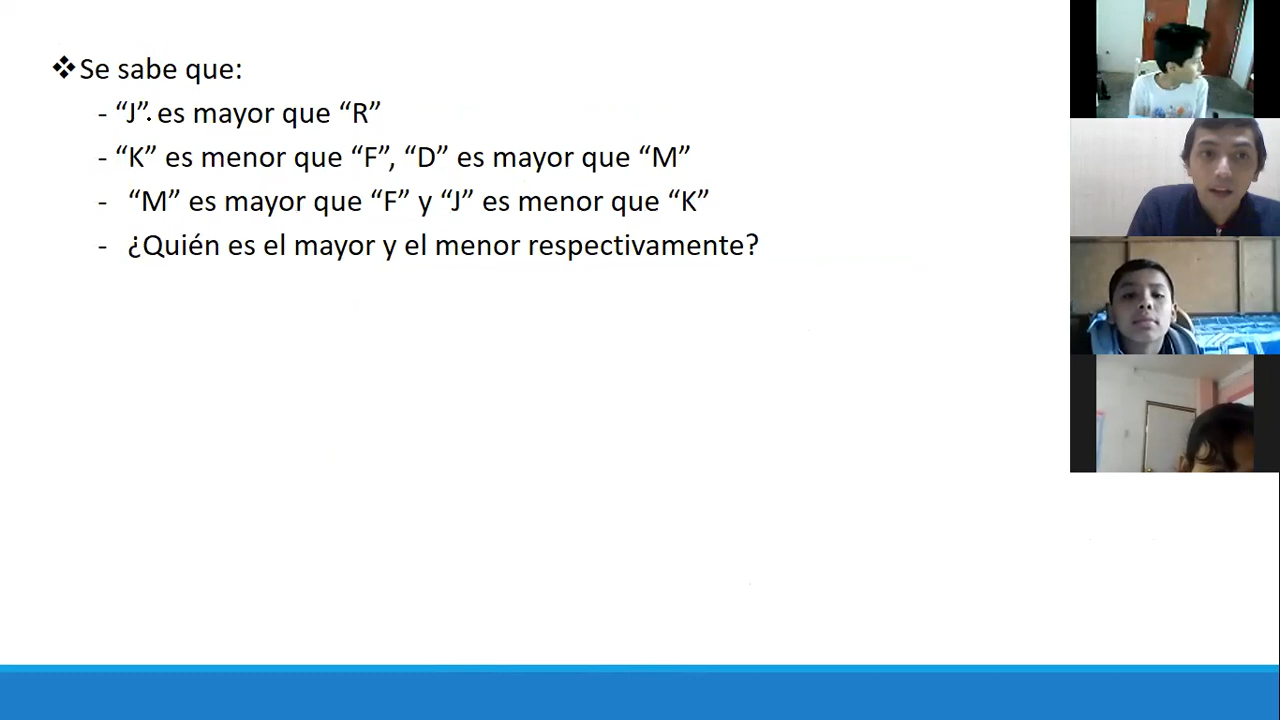 ❖Se sabe que:
- “J” es mayor que “R”
- “K” es menor que “F”, “D” es mayor que “M”
- “M” es mayor que “F” y “J” es menor que “K”
- ¿Quién es el mayor y el menor respectivamente?